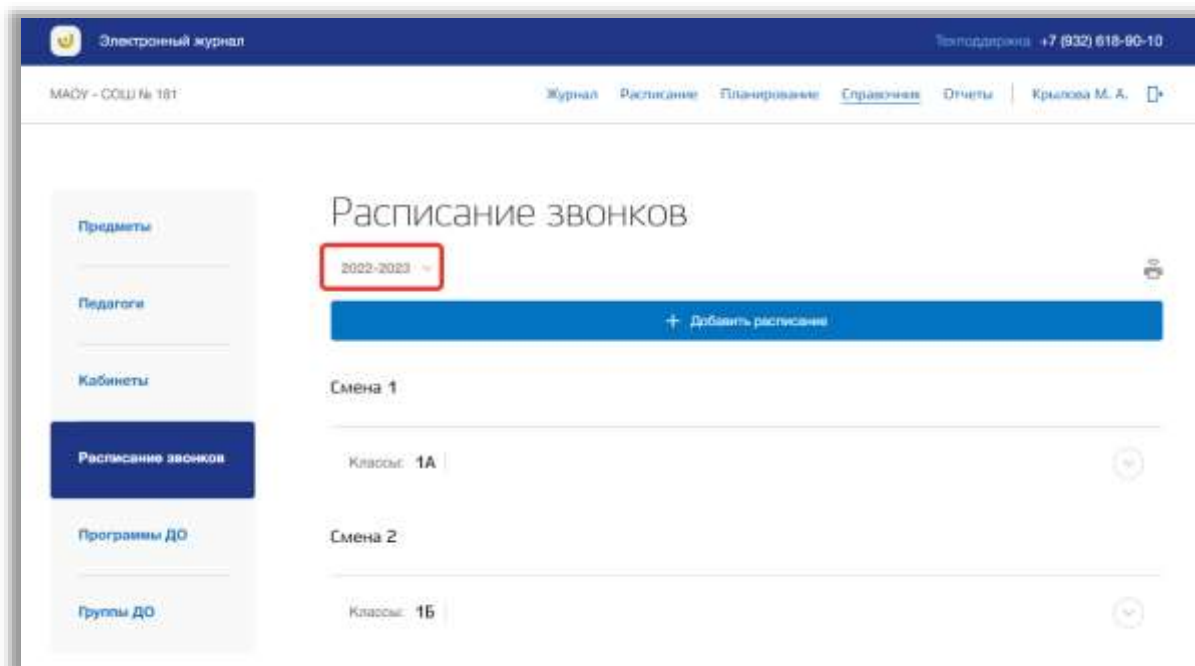 Электронный журнал
Техподдержка +7 (932) 618-90-10
МАОУ - СОШ № 181
Журнал Расписание Планирование Справочник Отчеты Крылова М. А.
Расписание звонков
Предметы
2022-2023
Педагоги
+ Добавить расписание
Кабинеты
Смена 1
Расписание звонков
Классы: 1А
Программы ДО
Смена 2
Группы ДО
Классы: 1Б